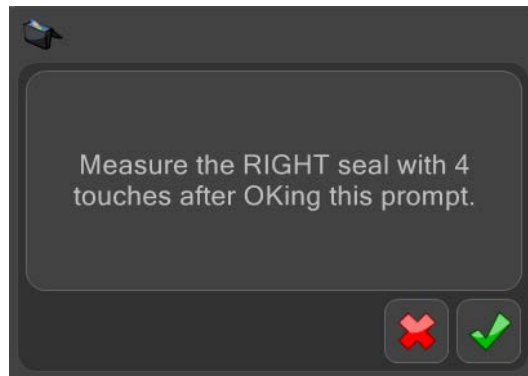 Measure the RIGHT seal with 4
touches after OKing this prompt.